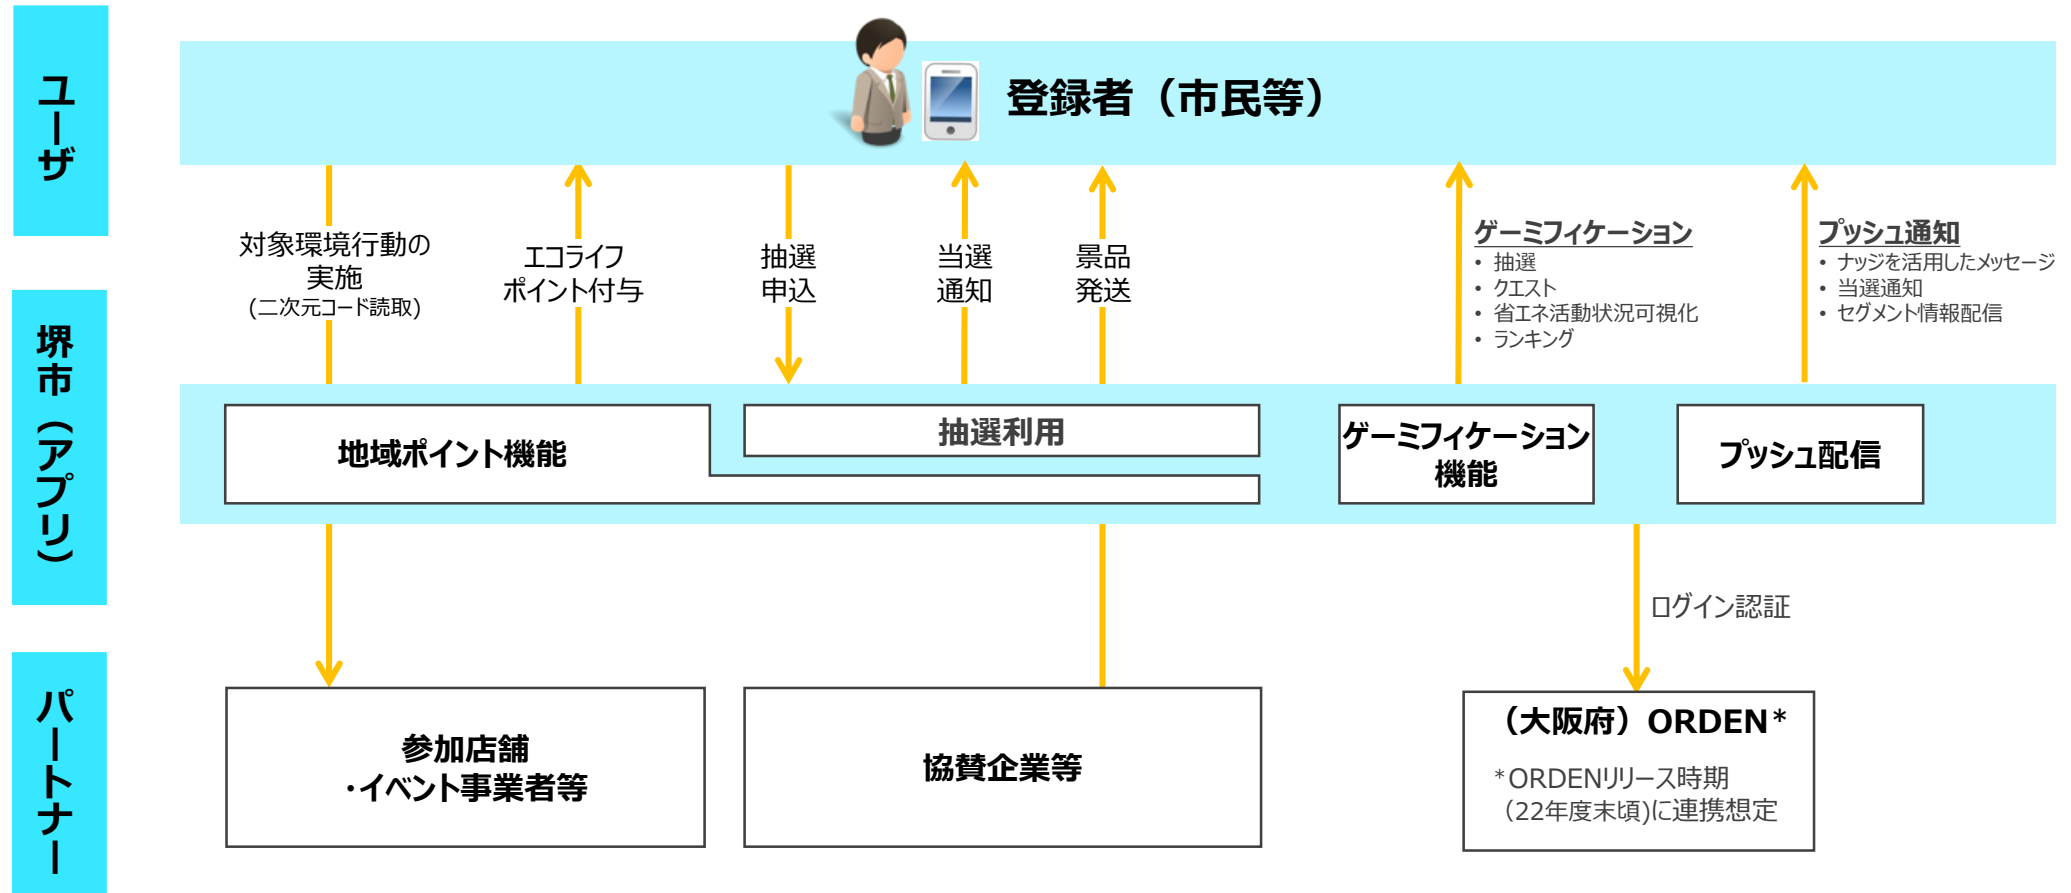 ユーザ
登録者（市民等）
対象環境行動の
実施
(二次元コード読取)
エコライフ
ポイント付与
抽選
申込
当選
通知
景品
発送
ゲーミフィケーション
・ 抽選
・ クエスト
・ 省エネ活動状況可視化
・ ランキング
プッシュ通知
・ ナッジを活用したメッセージ
・ 当選通知
・ セグメント情報配信
堺市（アプリ）
地域ポイント機能
抽選利用
ゲーミフィケーション
機能
プッシュ配信
ログイン認証
パートナー
参加店舗
・イベント事業者等
協賛企業等
（大阪府）ORDEN*
*ORDENリリース時期
（22年度末頃)に連携想定